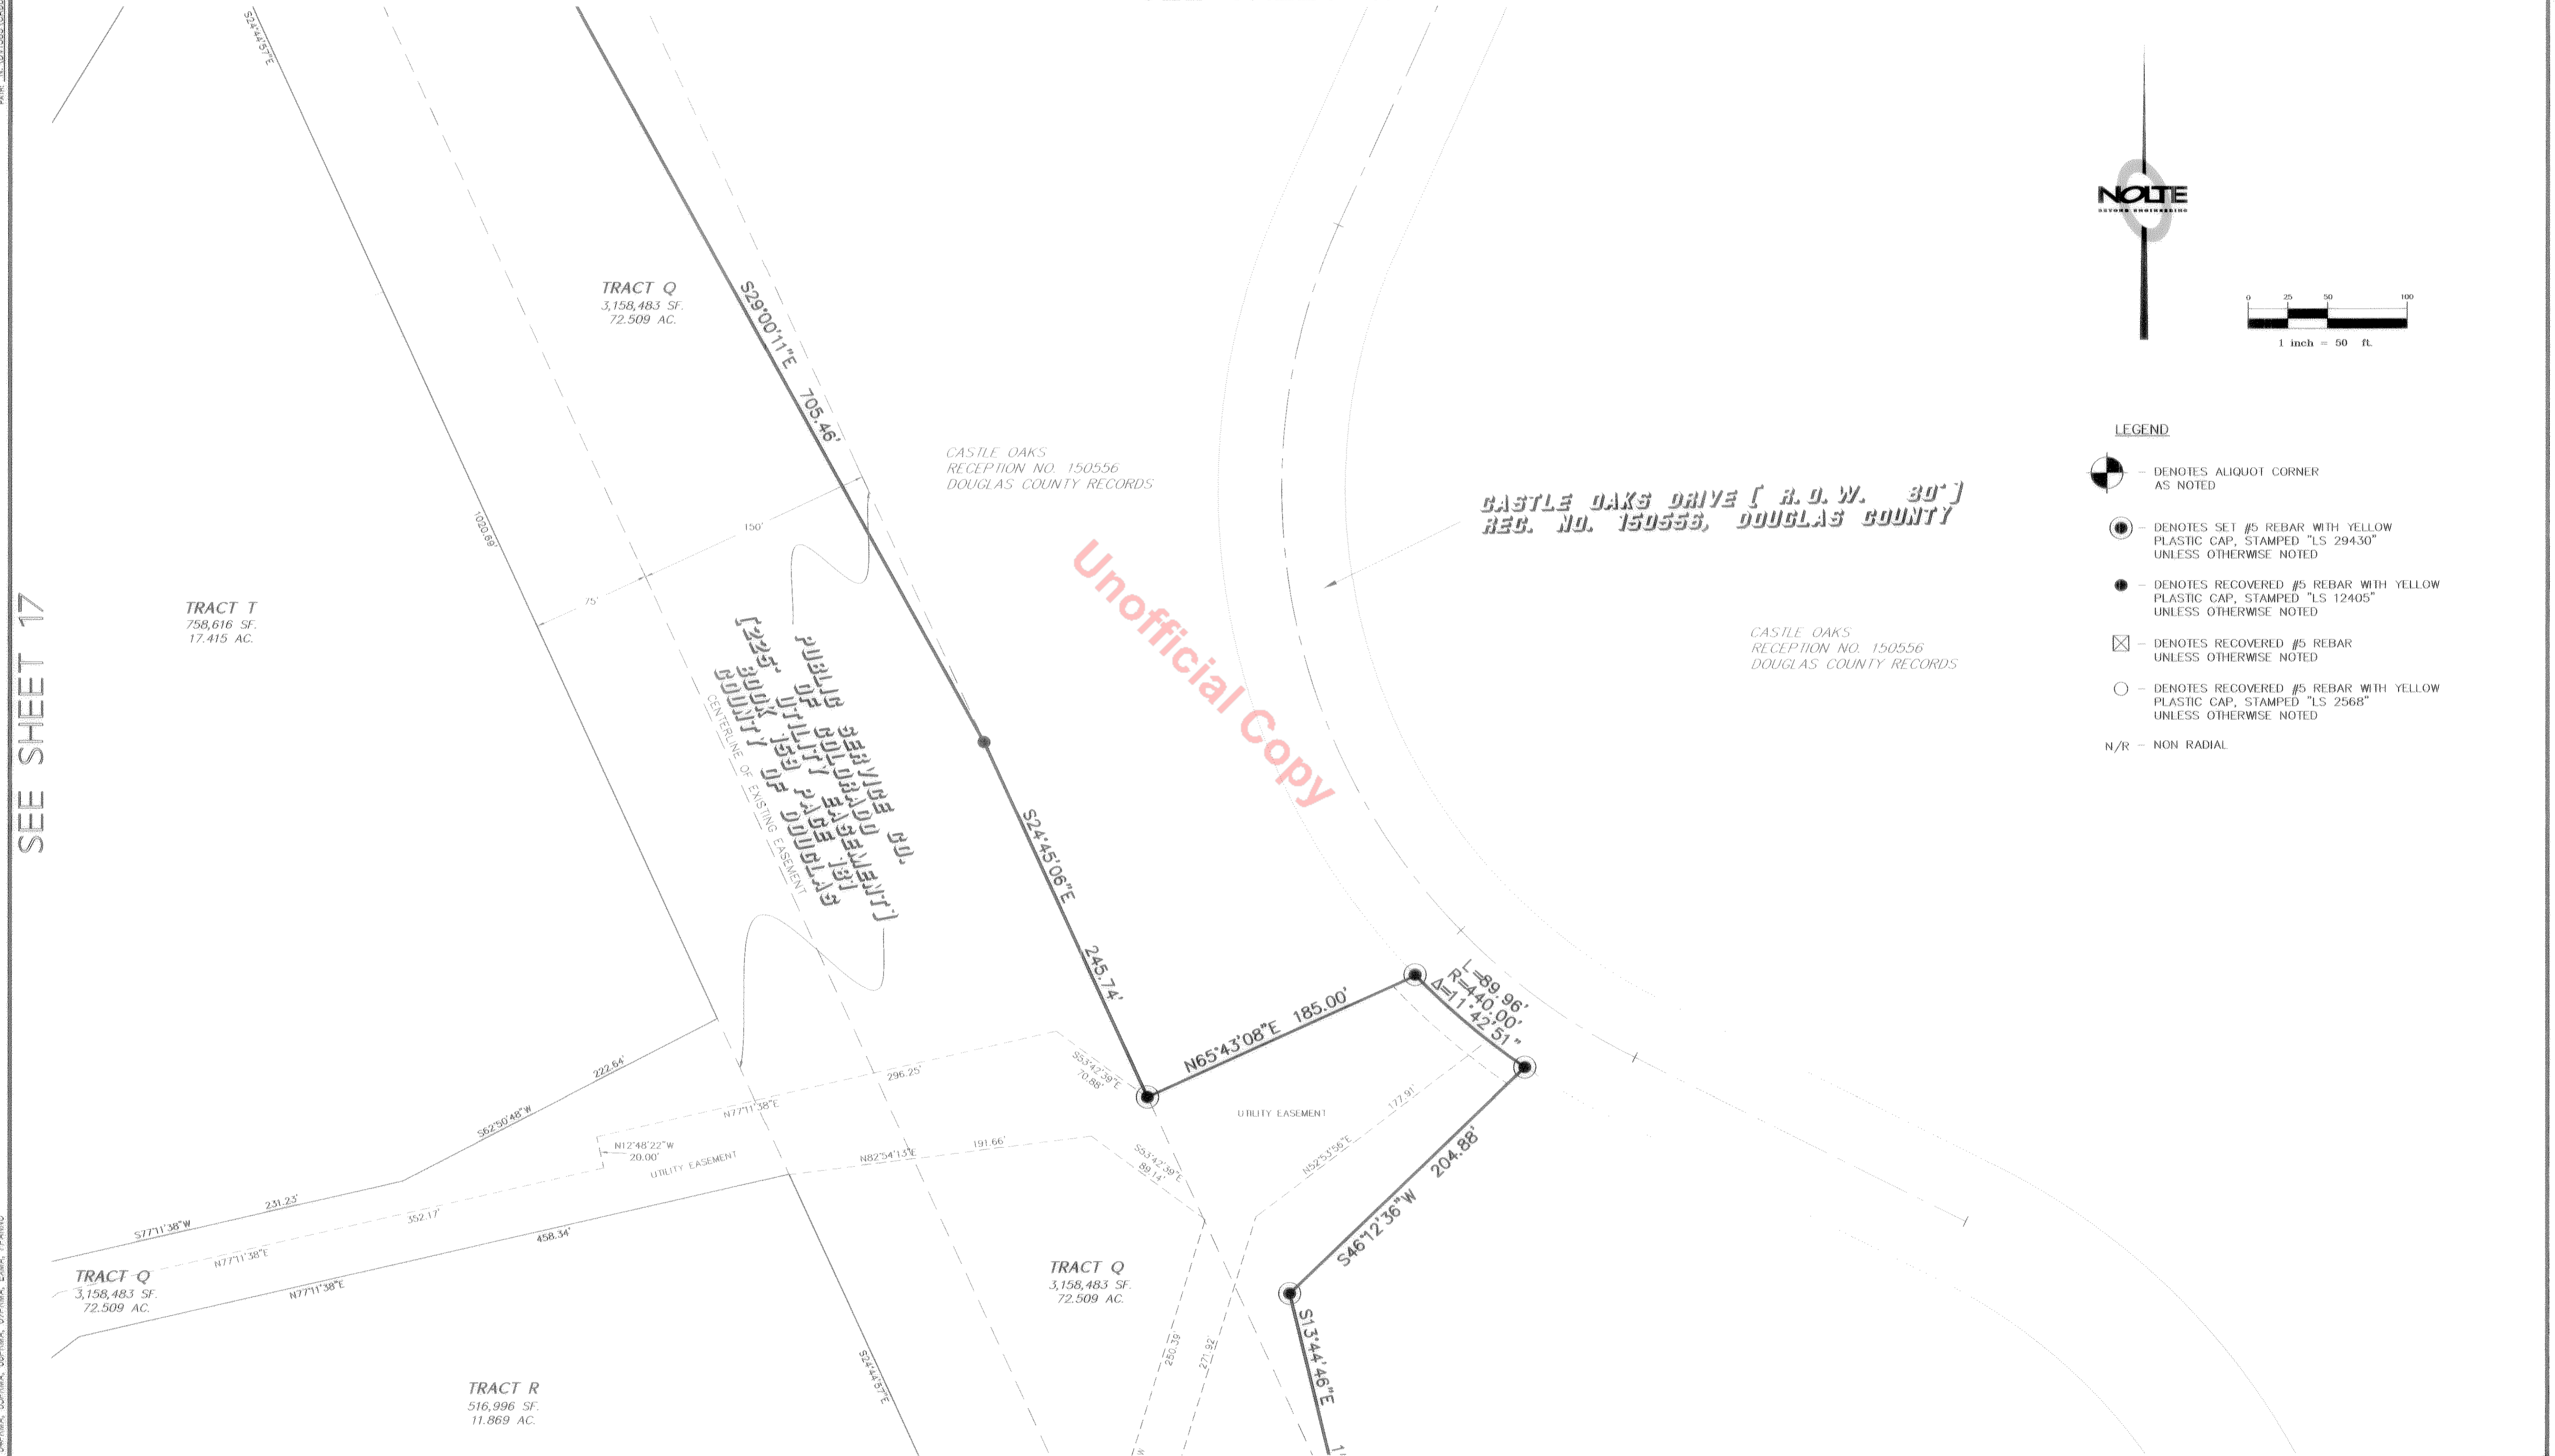 SEE SHEET 17
S24°44'57"E
1020.69'
TRACT Q
3,158,483 SF.
72.509 AC.
S29°00'11"E 705.46'
CASTLE OAKS
RECEPTION NO. 150556
DOUGLAS COUNTY RECORDS
150'
75'
TRACT T
758,616 SF.
17.415 AC.
PUBLIC SERVICE CO.
OF COLORADO
[225' UTILITY EASEMENT]
BOOK 159 PAGE 181
COUNTY OF DOUGLAS
CENTERLINE OF EXISTING EASEMENT
Unofficial Copy
CASTLE OAKS DRIVE [ R.O.W. 80' ]
REC. NO. 150556, DOUGLAS COUNTY
CASTLE OAKS
RECEPTION NO. 150556
DOUGLAS COUNTY RECORDS
S24°45'06"E 245.74'
N65°43'08"E 185.00'
L=89.96'
R=440.00'
Δ=11°42'51"
222.64'
S62°50'48"W
296.25'
N77°11'38"E
S53°42'39"E
70.88'
N12°48'22"W
20.00'
UTILITY EASEMENT
N82°54'13"E
191.66'
S53°42'39"E
89.14'
UTILITY EASEMENT
177.91'
N52°53'56"E
S46°12'36"W 204.88'
231.23'
S77°11'38"W
352.17'
N77°11'38"E
458.34'
N77°11'38"E
TRACT Q
3,158,483 SF.
72.509 AC.
TRACT Q
3,158,483 SF.
72.509 AC.
S24°44'57"E
250.39'
271.92'
S13°44'46"E
TRACT R
516,996 SF.
11.869 AC.
NOLTE
BEYOND ENGINEERING
0 25 50 100
1 inch = 50 ft.
LEGEND
– DENOTES ALIQUOT CORNER
AS NOTED
– DENOTES SET #5 REBAR WITH YELLOW
PLASTIC CAP, STAMPED "LS 29430"
UNLESS OTHERWISE NOTED
– DENOTES RECOVERED #5 REBAR WITH YELLOW
PLASTIC CAP, STAMPED "LS 12405"
UNLESS OTHERWISE NOTED
– DENOTES RECOVERED #5 REBAR
UNLESS OTHERWISE NOTED
– DENOTES RECOVERED #5 REBAR WITH YELLOW
PLASTIC CAP, STAMPED "LS 2568"
UNLESS OTHERWISE NOTED
N/R – NON RADIAL